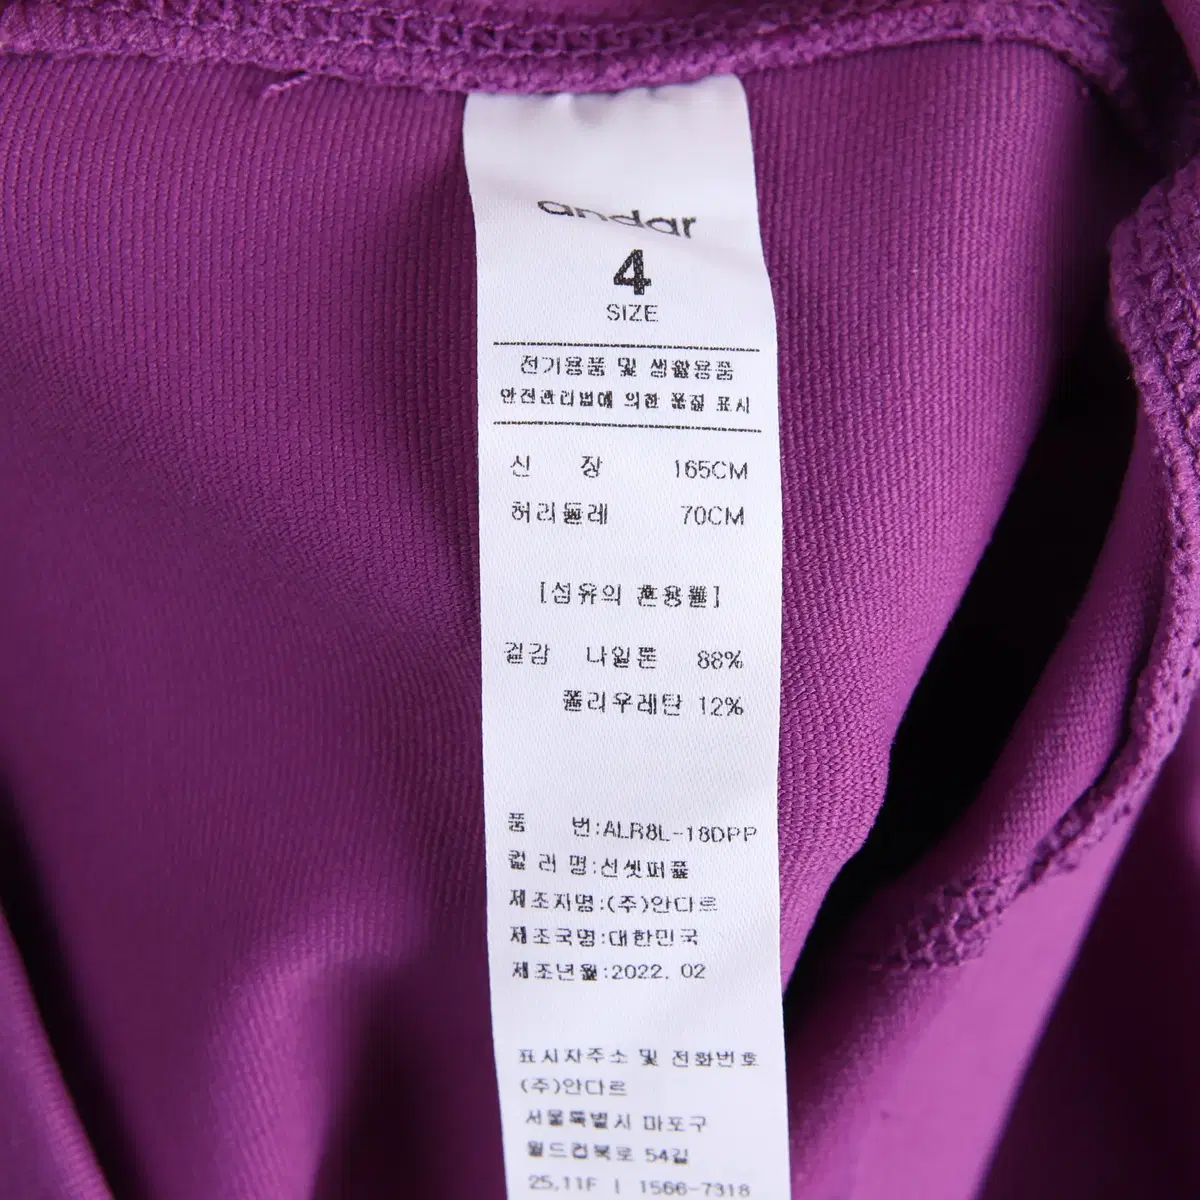 andar
4
SIZE
전기용품 및 생활용품
안전관리법에 의한 품질 표시
신 장 165CM
허리둘레 70CM
[섬유의 혼용률]
겉감 나일론 88%
폴리우레탄 12%
품 번:ALR8L-18DPP
컬 러 명:선셋퍼플
제조자명:(주)안다르
제조국명:대한민국
제조년월:2022. 02
표시자주소 및 전화번호
(주)안다르
서울특별시 마포구
월드컵북로 54길
25,11F | 1566-7318